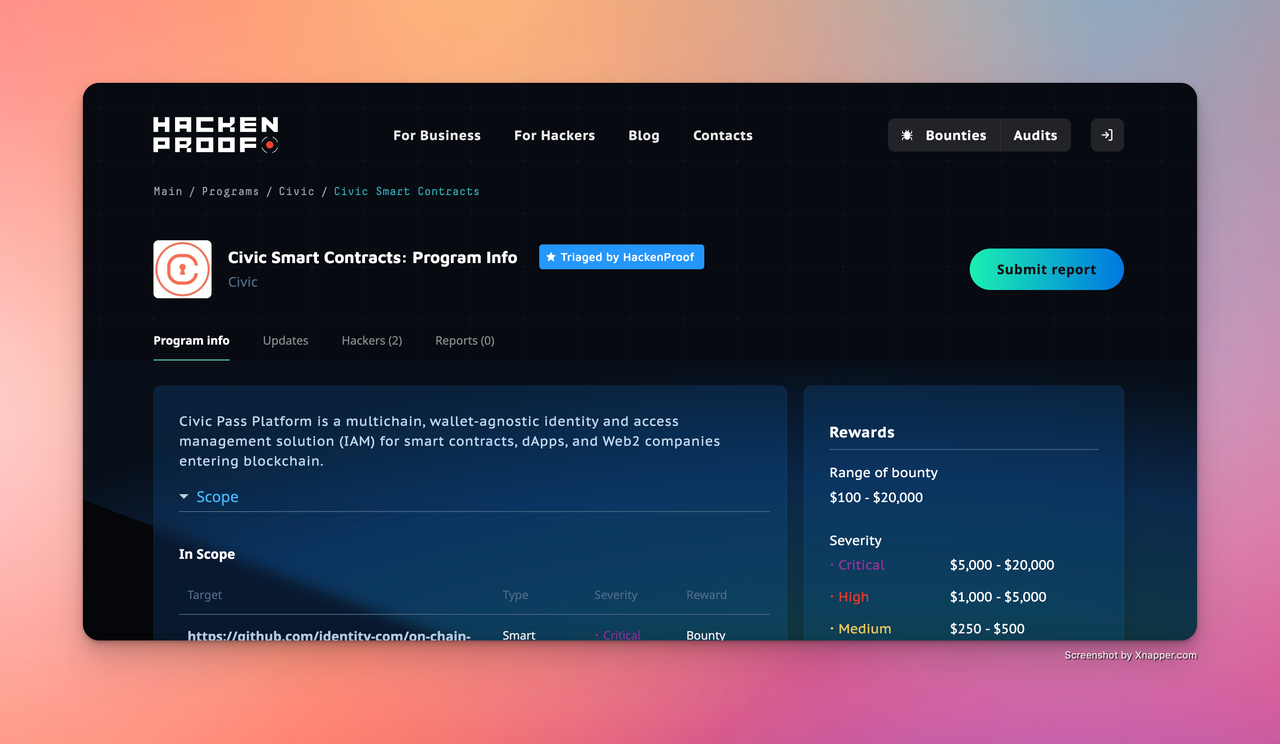 HACKEN
PROOF
For Business
For Hackers
Blog
Contacts
Bounties
Audits
Main / Programs / Civic / Civic Smart Contracts
Civic Smart Contracts: Program Info
Triaged by HackenProof
Civic
Submit report
Program info
Updates
Hackers (2)
Reports (0)
Civic Pass Platform is a multichain, wallet-agnostic identity and access
management solution (IAM) for smart contracts, dApps, and Web2 companies
entering blockchain.
Scope
In Scope
Target Type Severity Reward
https://github.com/identity-com/on-chain- Smart · Critical Bounty
Rewards
Range of bounty
$100 - $20,000
Severity
· Critical $5,000 - $20,000
· High $1,000 - $5,000
· Medium $250 - $500
Screenshot by Xnapper.com